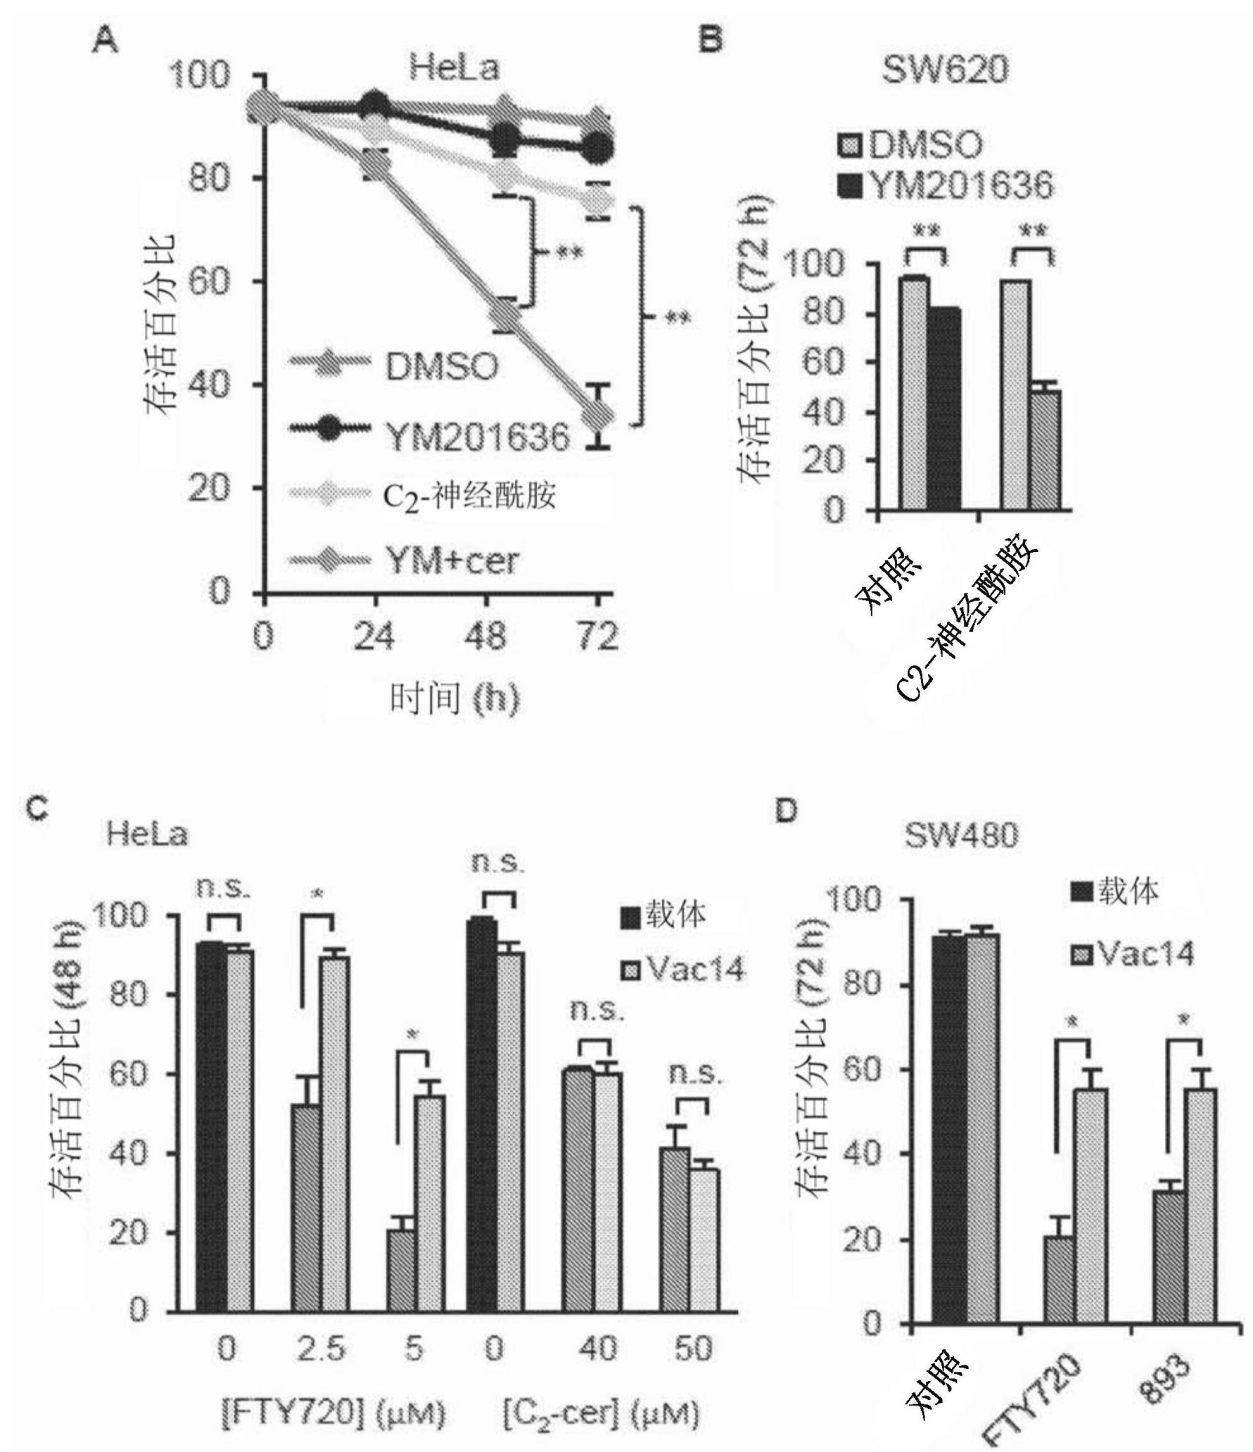 A
HeLa
存活百分比
100
80
60
40
20
0
**
**
DMSO
YM201636
C2-神经酰胺
YM+cer
0 24 48 72
时间 (h)
B
SW620
DMSO
YM201636
存活百分比 (72 h)
** **
100
80
60
40
20
0
对照
C2-神经酰胺
C
HeLa
存活百分比 (48 h)
n.s. * * n.s. n.s. n.s.
载体
Vac14
100
80
60
40
20
0
0 2.5 5 0 40 50
[FTY720] (μM) [C2-cer] (μM)
D
SW480
载体
Vac14
存活百分比 (72 h)
* *
100
80
60
40
20
0
对照
FTY720
893